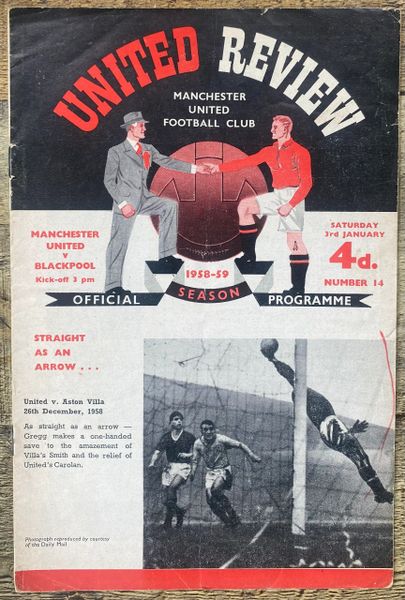 UNITED REVIEW
MANCHESTER
UNITED
FOOTBALL CLUB
MANCHESTER
UNITED
v
BLACKPOOL
Kick-off 3 pm
SATURDAY
3rd JANUARY
4d.
NUMBER 14
1958-59
OFFICIAL SEASON PROGRAMME
STRAIGHT
AS AN
ARROW . . .
United v. Aston Villa
26th December, 1958
As straight as an arrow —
Gregg makes a one-handed
save to the amazement of
Villa's Smith and the relief of
United's Carolan.
Photograph reproduced by courtesy
of the Daily Mail